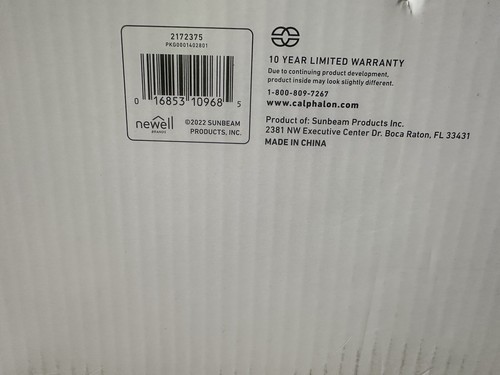 2172375
PKG0001402801
0 16853 10968 5
newell
BRANDS
©2022 SUNBEAM
PRODUCTS, INC.
10 YEAR LIMITED WARRANTY
Due to continuing product development,
product inside may look slightly different.
1-800-809-7267
www.calphalon.com
Product of: Sunbeam Products Inc.
2381 NW Executive Center Dr. Boca Raton, FL 33431
MADE IN CHINA